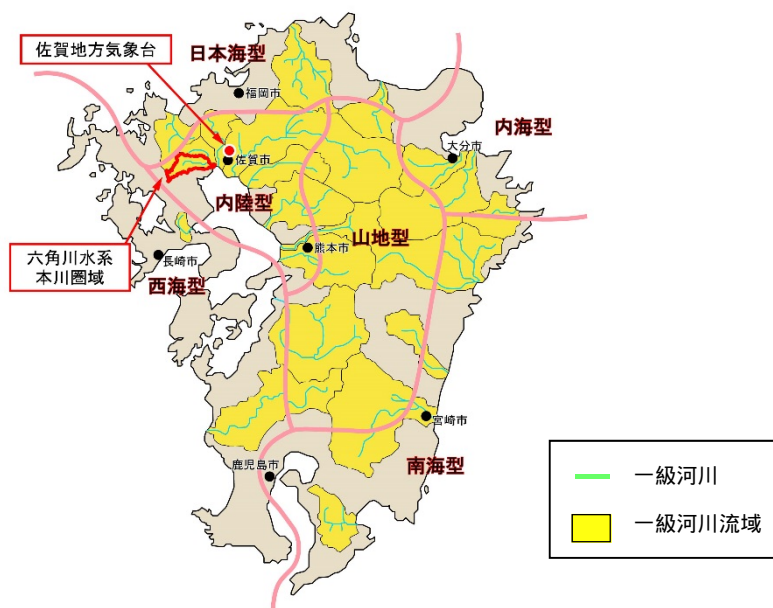 佐賀地方気象台
日本海型
福岡市
内海型
大分市
佐賀市
内陸型
山地型
六角川水系
本川圏域
熊本市
長崎市
西海型
宮崎市
南海型
鹿児島市
一級河川
一級河川流域